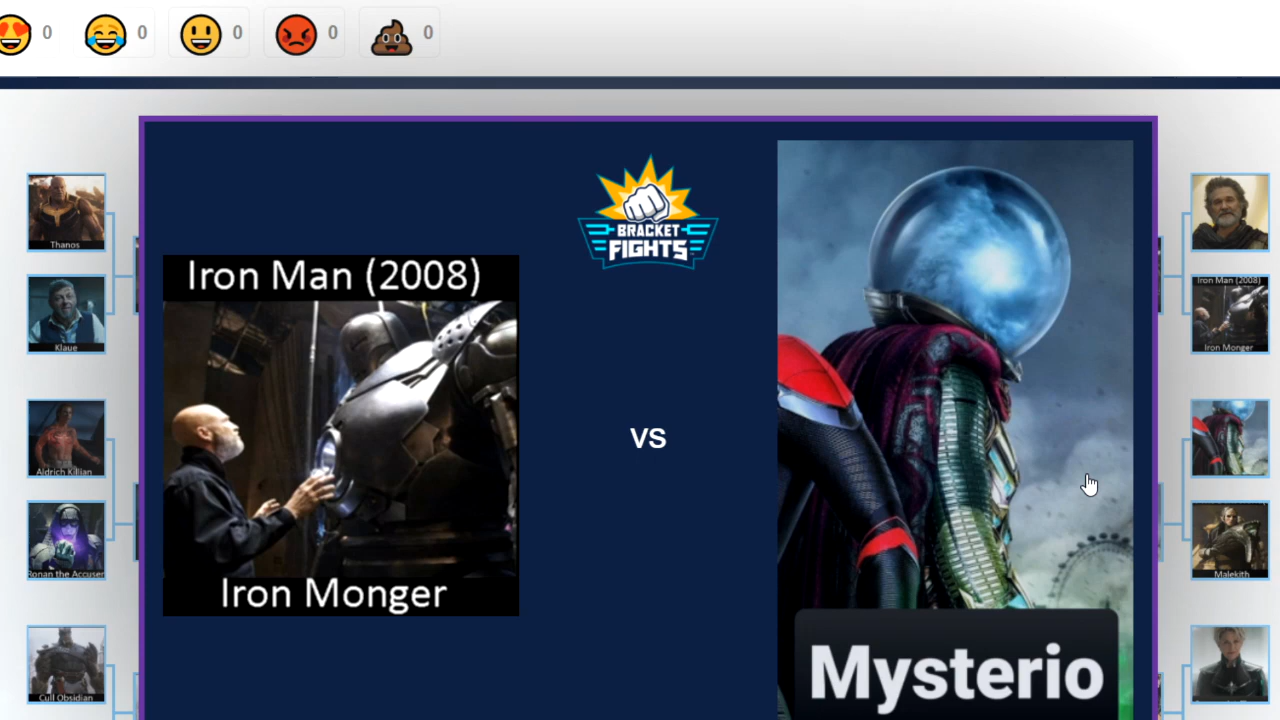 0
0
0
0
0
BRACKET
FIGHTS
Iron Man (2008)
Iron Monger
VS
Mysterio
Thanos
Klaue
Aldrich Killian
Ronan the Accuser
Cull Obsidian
Iron Man (2008)
Iron Monger
Malekith